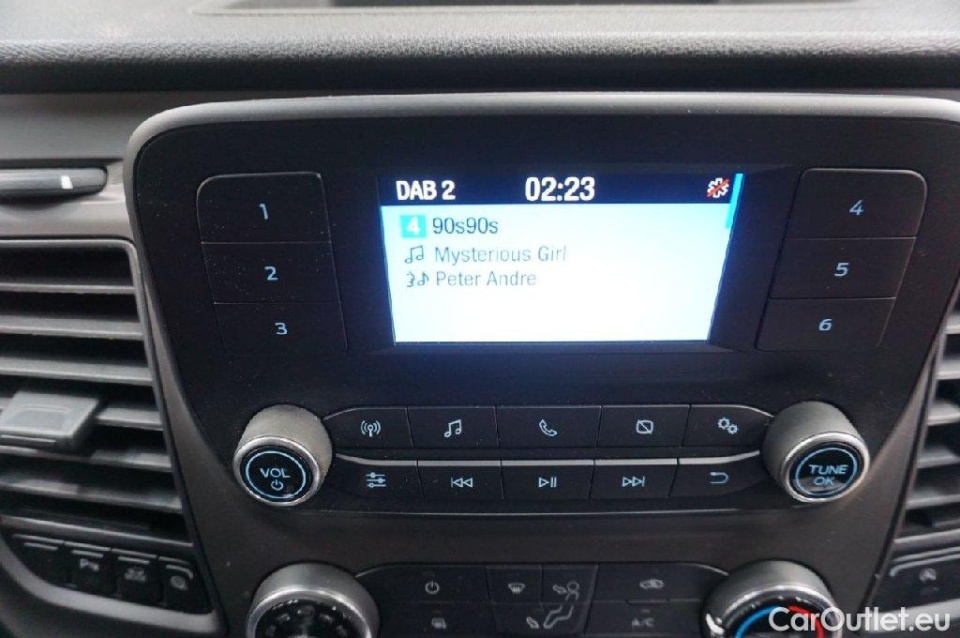 DAB 2 02:23
4 90s90s
Mysterious Girl
Peter Andre
1
2
3
4
5
6
VOL
TUNE
OK
A/C
CarOutlet.eu